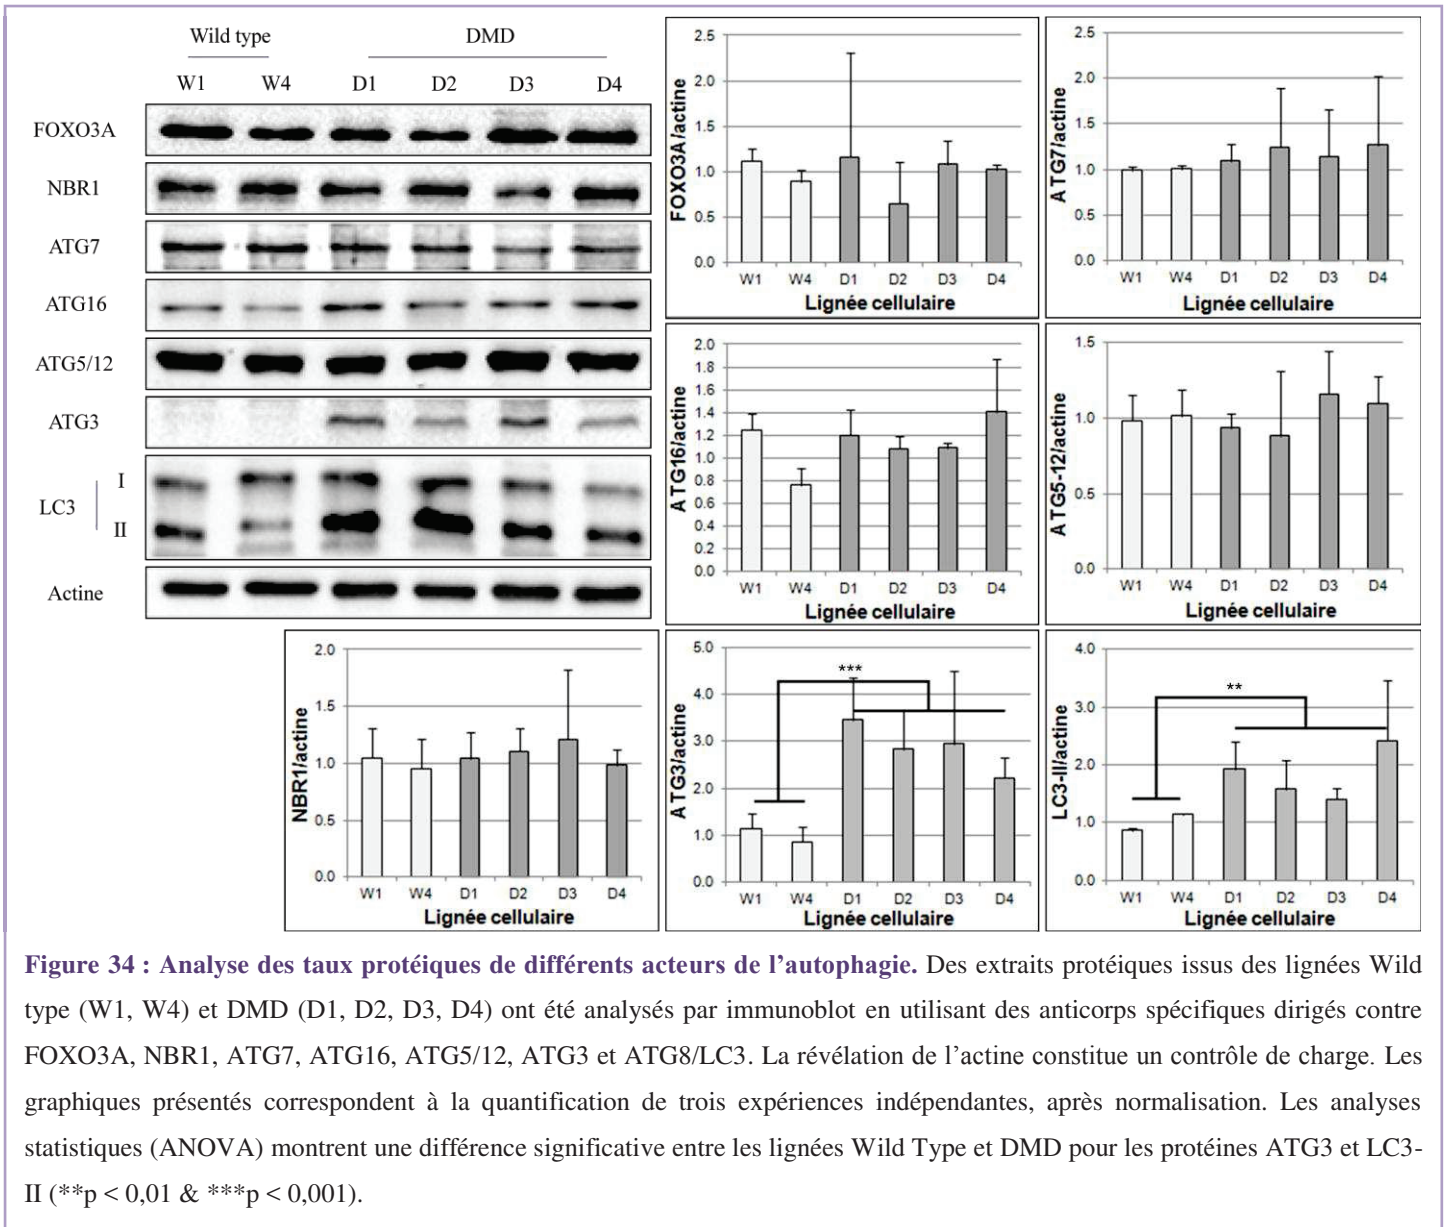 Wild type DMD
W1 W4 D1 D2 D3 D4
FOXO3A
NBR1
ATG7
ATG16
ATG5/12
ATG3
LC3 I
II
Actine
FOXO3A/actine
2.5
2.0
1.5
1.0
0.5
0.0
W1 W4 D1 D2 D3 D4
Lignée cellulaire
ATG7/actine
2.5
2.0
1.5
1.0
0.5
0.0
W1 W4 D1 D2 D3 D4
Lignée cellulaire
ATG16/actine
2.0
1.8
1.6
1.4
1.2
1.0
0.8
0.6
0.4
0.2
0.0
W1 W4 D1 D2 D3 D4
Lignée cellulaire
ATG5-12/actine
1.5
1.0
0.5
0.0
W1 W4 D1 D2 D3 D4
Lignée cellulaire
NBR1/actine
2.0
1.5
1.0
0.5
0.0
W1 W4 D1 D2 D3 D4
Lignée cellulaire
ATG3/actine
5.0
4.0
3.0
2.0
1.0
0.0
***
W1 W4 D1 D2 D3 D4
Lignée cellulaire
LC3-II/actine
4.0
3.0
2.0
1.0
0.0
**
W1 W4 D1 D2 D3 D4
Lignée cellulaire
Figure 34 : Analyse des taux protéiques de différents acteurs de l’autophagie. Des extraits protéiques issus des lignées Wild
type (W1, W4) et DMD (D1, D2, D3, D4) ont été analysés par immunoblot en utilisant des anticorps spécifiques dirigés contre
FOXO3A, NBR1, ATG7, ATG16, ATG5/12, ATG3 et ATG8/LC3. La révélation de l’actine constitue un contrôle de charge. Les
graphiques présentés correspondent à la quantification de trois expériences indépendantes, après normalisation. Les analyses
statistiques (ANOVA) montrent une différence significative entre les lignées Wild Type et DMD pour les protéines ATG3 et LC3-
II (**p < 0,01 & ***p < 0,001).